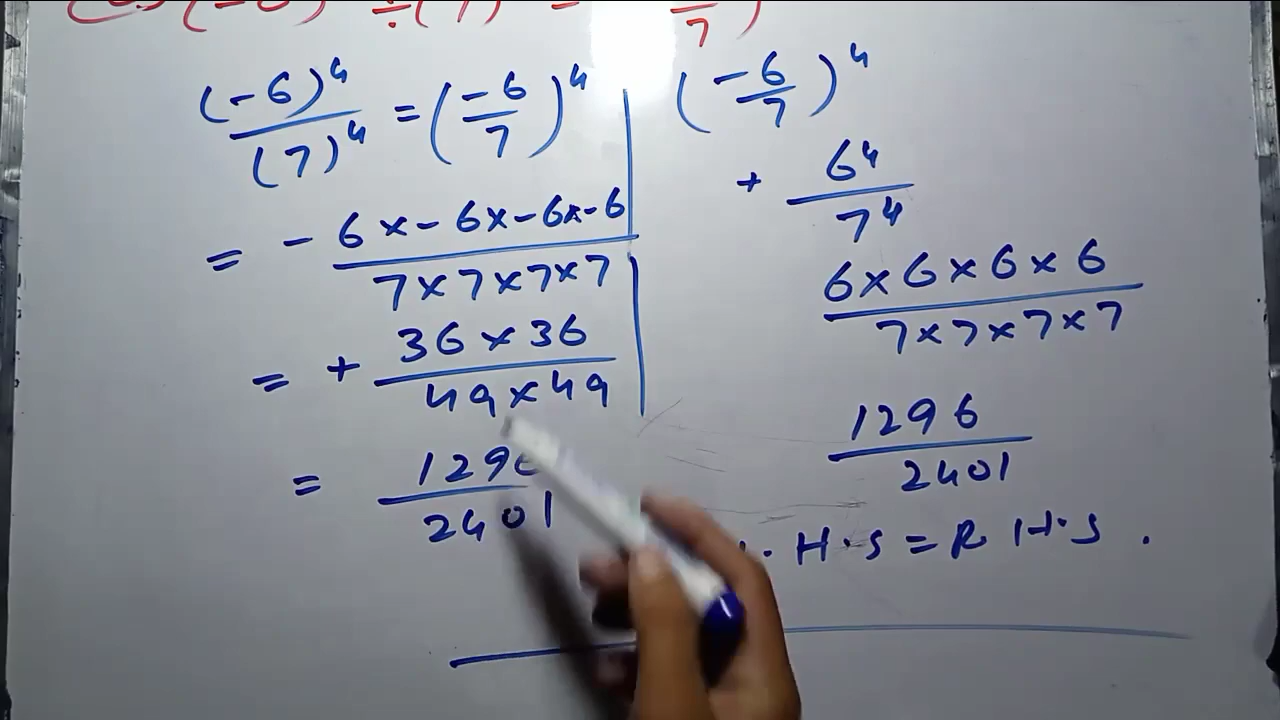 (-6)⁴/(7)⁴ = (-6/7)⁴
= -6×-6×-6×-6/7×7×7×7
= + 36×36/49×49
= 1296/2401
(-6/7)⁴
+ 6⁴/7⁴
6×6×6×6/7×7×7×7
1296/2401
H.S = R H.S .